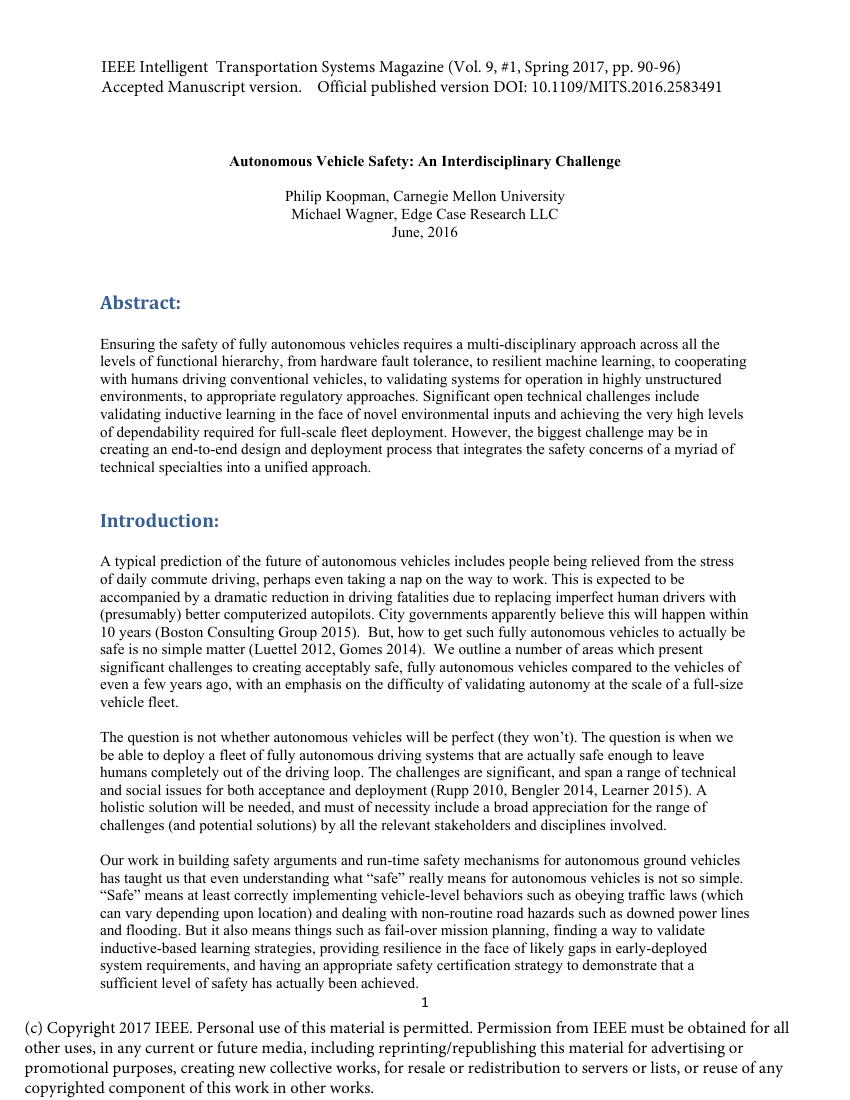 IEEE Intelligent Transportation Systems Magazine (Vol. 9, #1, Spring 2017, pp. 90-96)
Accepted Manuscript version. Official published version DOI: 10.1109/MITS.2016.2583491
Autonomous Vehicle Safety: An Interdisciplinary Challenge
Philip Koopman, Carnegie Mellon University
Michael Wagner, Edge Case Research LLC
June, 2016
Abstract:
Ensuring the safety of fully autonomous vehicles requires a multi-disciplinary approach across all the
levels of functional hierarchy, from hardware fault tolerance, to resilient machine learning, to cooperating
with humans driving conventional vehicles, to validating systems for operation in highly unstructured
environments, to appropriate regulatory approaches. Significant open technical challenges include
validating inductive learning in the face of novel environmental inputs and achieving the very high levels
of dependability required for full-scale fleet deployment. However, the biggest challenge may be in
creating an end-to-end design and deployment process that integrates the safety concerns of a myriad of
technical specialties into a unified approach.
Introduction:
A typical prediction of the future of autonomous vehicles includes people being relieved from the stress
of daily commute driving, perhaps even taking a nap on the way to work. This is expected to be
accompanied by a dramatic reduction in driving fatalities due to replacing imperfect human drivers with
(presumably) better computerized autopilots. City governments apparently believe this will happen within
10 years (Boston Consulting Group 2015). But, how to get such fully autonomous vehicles to actually be
safe is no simple matter (Luettel 2012, Gomes 2014). We outline a number of areas which present
significant challenges to creating acceptably safe, fully autonomous vehicles compared to the vehicles of
even a few years ago, with an emphasis on the difficulty of validating autonomy at the scale of a full-size
vehicle fleet.
The question is not whether autonomous vehicles will be perfect (they won’t). The question is when we
be able to deploy a fleet of fully autonomous driving systems that are actually safe enough to leave
humans completely out of the driving loop. The challenges are significant, and span a range of technical
and social issues for both acceptance and deployment (Rupp 2010, Bengler 2014, Learner 2015). A
holistic solution will be needed, and must of necessity include a broad appreciation for the range of
challenges (and potential solutions) by all the relevant stakeholders and disciplines involved.
Our work in building safety arguments and run-time safety mechanisms for autonomous ground vehicles
has taught us that even understanding what “safe” really means for autonomous vehicles is not so simple.
“Safe” means at least correctly implementing vehicle-level behaviors such as obeying traffic laws (which
can vary depending upon location) and dealing with non-routine road hazards such as downed power lines
and flooding. But it also means things such as fail-over mission planning, finding a way to validate
inductive-based learning strategies, providing resilience in the face of likely gaps in early-deployed
system requirements, and having an appropriate safety certification strategy to demonstrate that a
sufficient level of safety has actually been achieved.
1
(c) Copyright 2017 IEEE. Personal use of this material is permitted. Permission from IEEE must be obtained for all
other uses, in any current or future media, including reprinting/republishing this material for advertising or
promotional purposes, creating new collective works, for resale or redistribution to servers or lists, or reuse of any
copyrighted component of this work in other works.